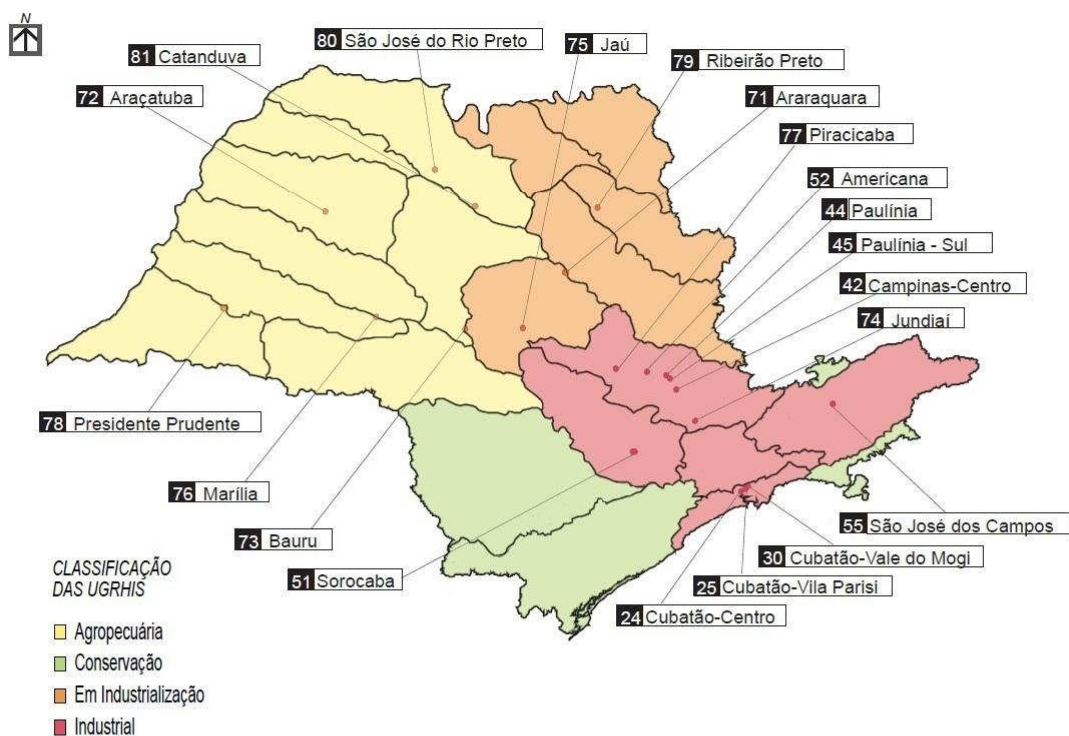 N
80 São José do Rio Preto
75 Jaú
81 Catanduva
79 Ribeirão Preto
72 Araçatuba
71 Araraquara
77 Piracicaba
52 Americana
44 Paulínia
45 Paulínia - Sul
42 Campinas-Centro
74 Jundiaí
78 Presidente Prudente
76 Marília
73 Bauru
51 Sorocaba
55 São José dos Campos
30 Cubatão-Vale do Mogi
25 Cubatão-Vila Parisi
24 Cubatão-Centro
CLASSIFICAÇÃO
DAS UGRHIS
Agropecuária
Conservação
Em Industrialização
Industrial